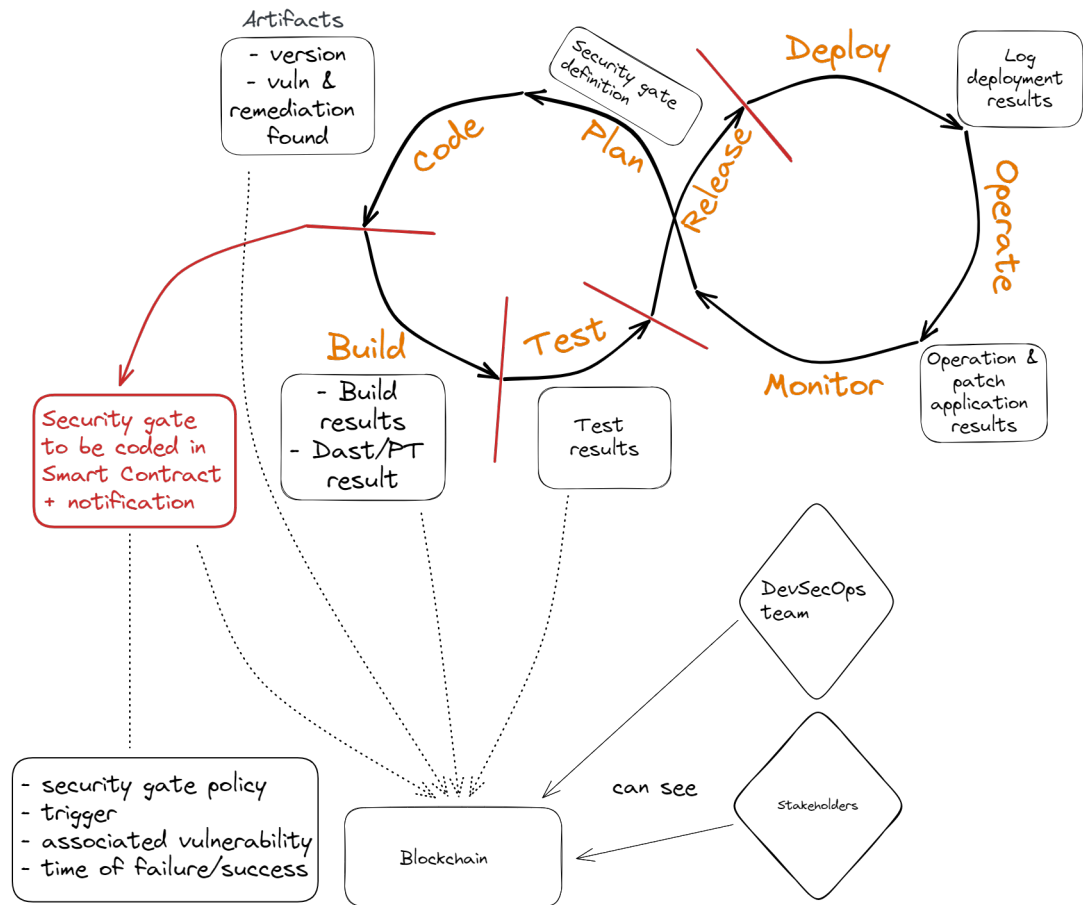 Artifacts
- version
- vuln &
remediation
found
Security gate
definition
Deploy
Log
deployment
results
Code
Plan
Release
Operate
Build
Test
Monitor
- Build
results
- Dast/PT
result
Test
results
Operation &
patch
application
results
Security gate
to be coded in
Smart Contract
+ notification
DevSecOps
team
- security gate policy
- trigger
- associated vulnerability
- time of failure/success
can see
Stakeholders
Blockchain